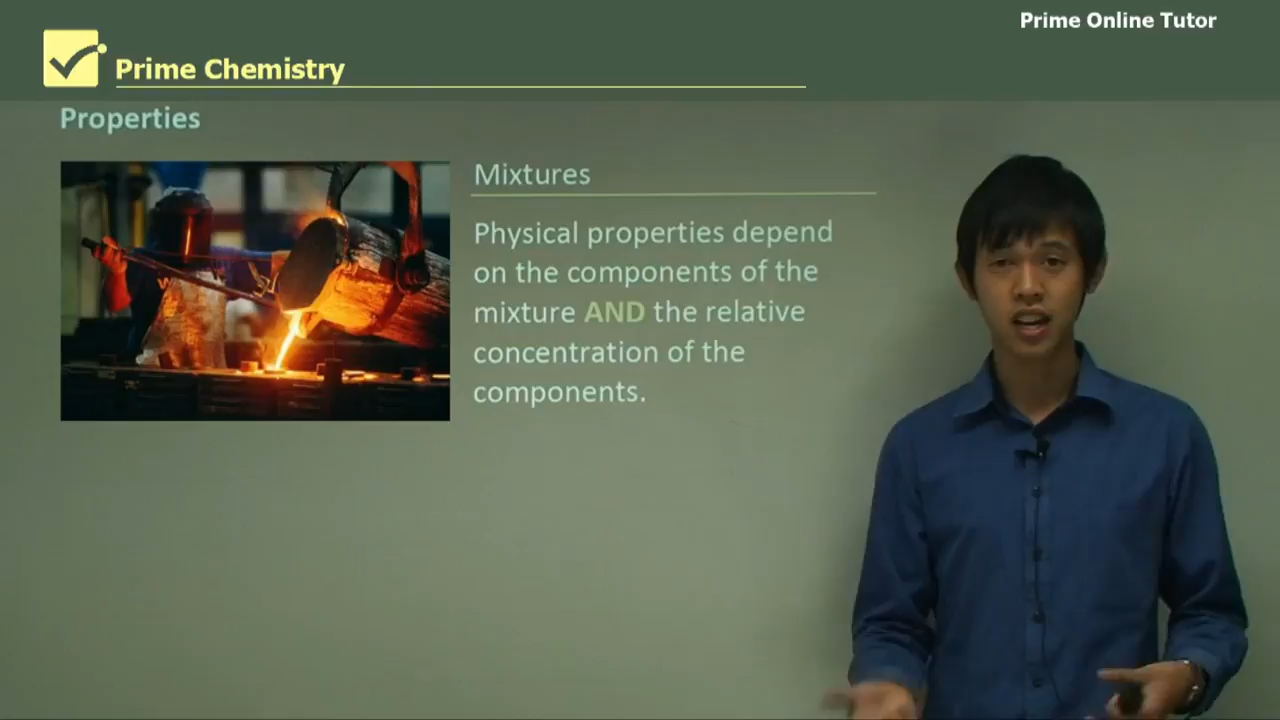 Prime Online Tutor
Prime Chemistry
Properties
Mixtures
Physical properties depend
on the components of the
mixture AND the relative
concentration of the
components.